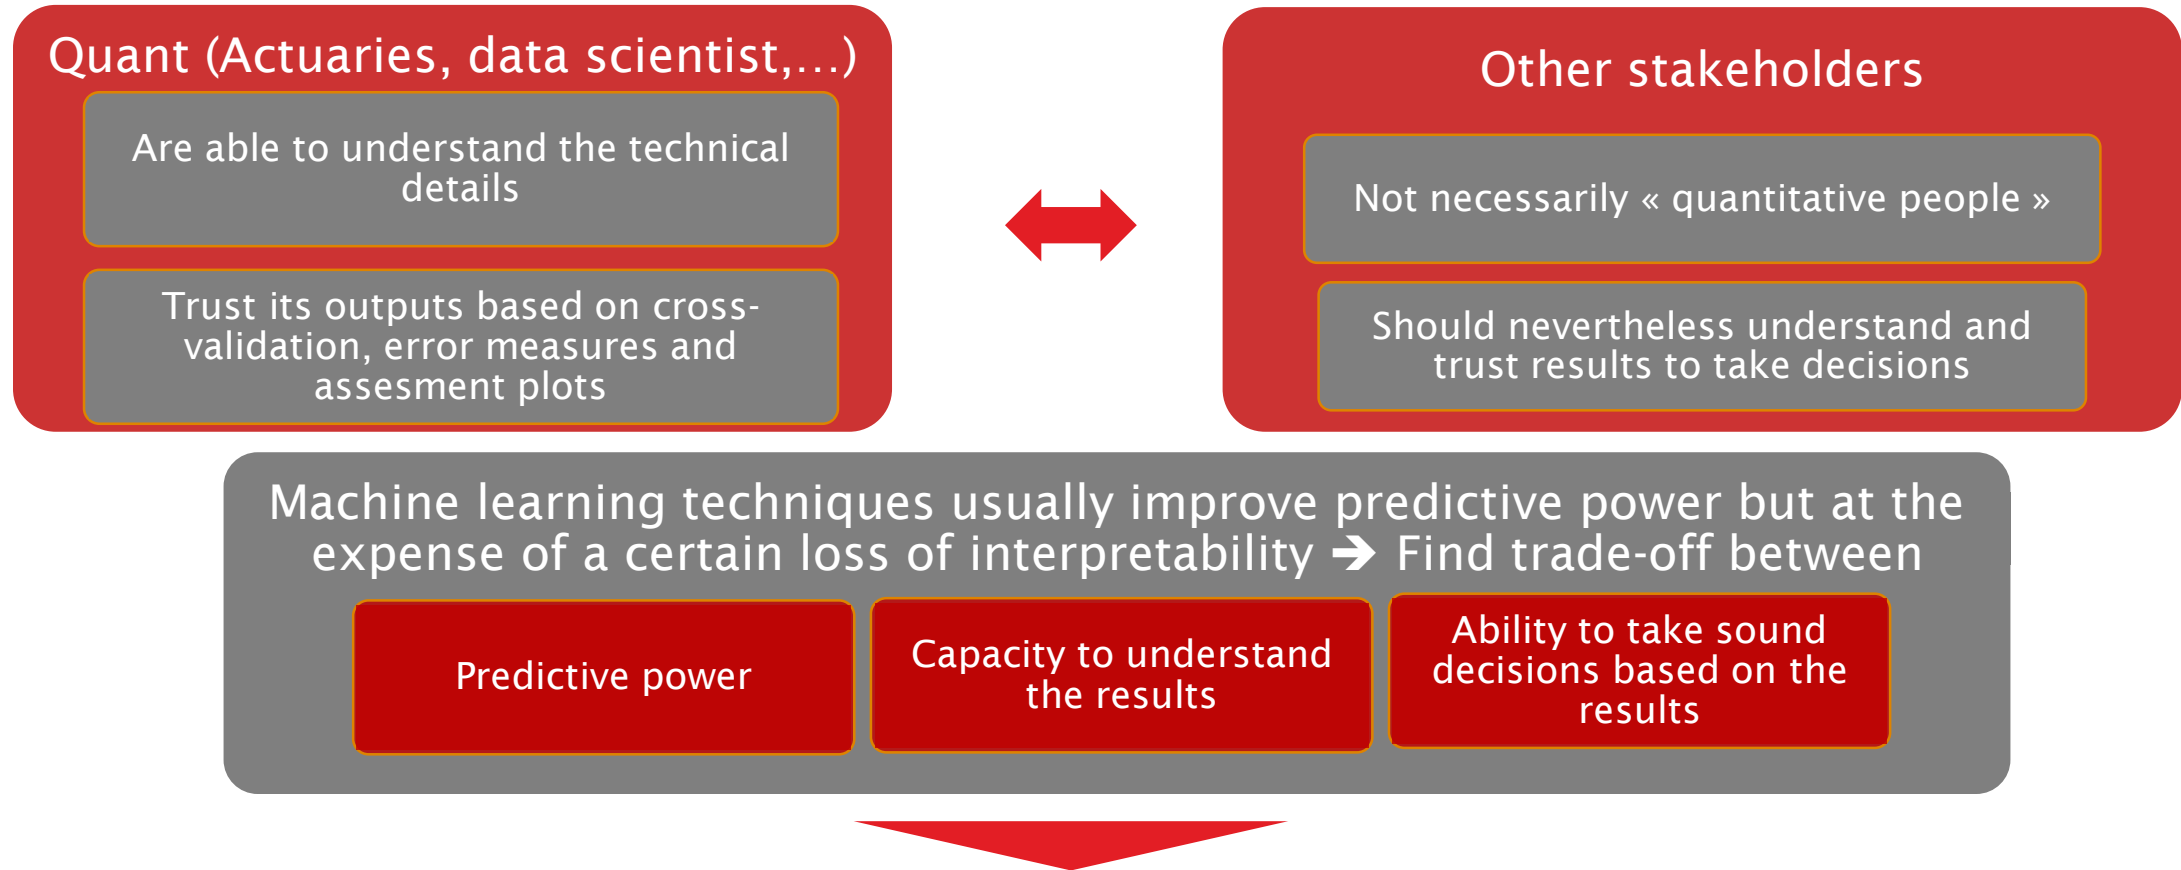 Quant (Actuaries, data scientist,…)
Are able to understand the technical
details
Trust its outputs based on cross-
validation, error measures and
assesment plots
Other stakeholders
Not necessarily « quantitative people »
Should nevertheless understand and
trust results to take decisions
Machine learning techniques usually improve predictive power but at the
expense of a certain loss of interpretability ➔ Find trade-off between
Predictive power
Capacity to understand
the results
Ability to take sound
decisions based on the
results